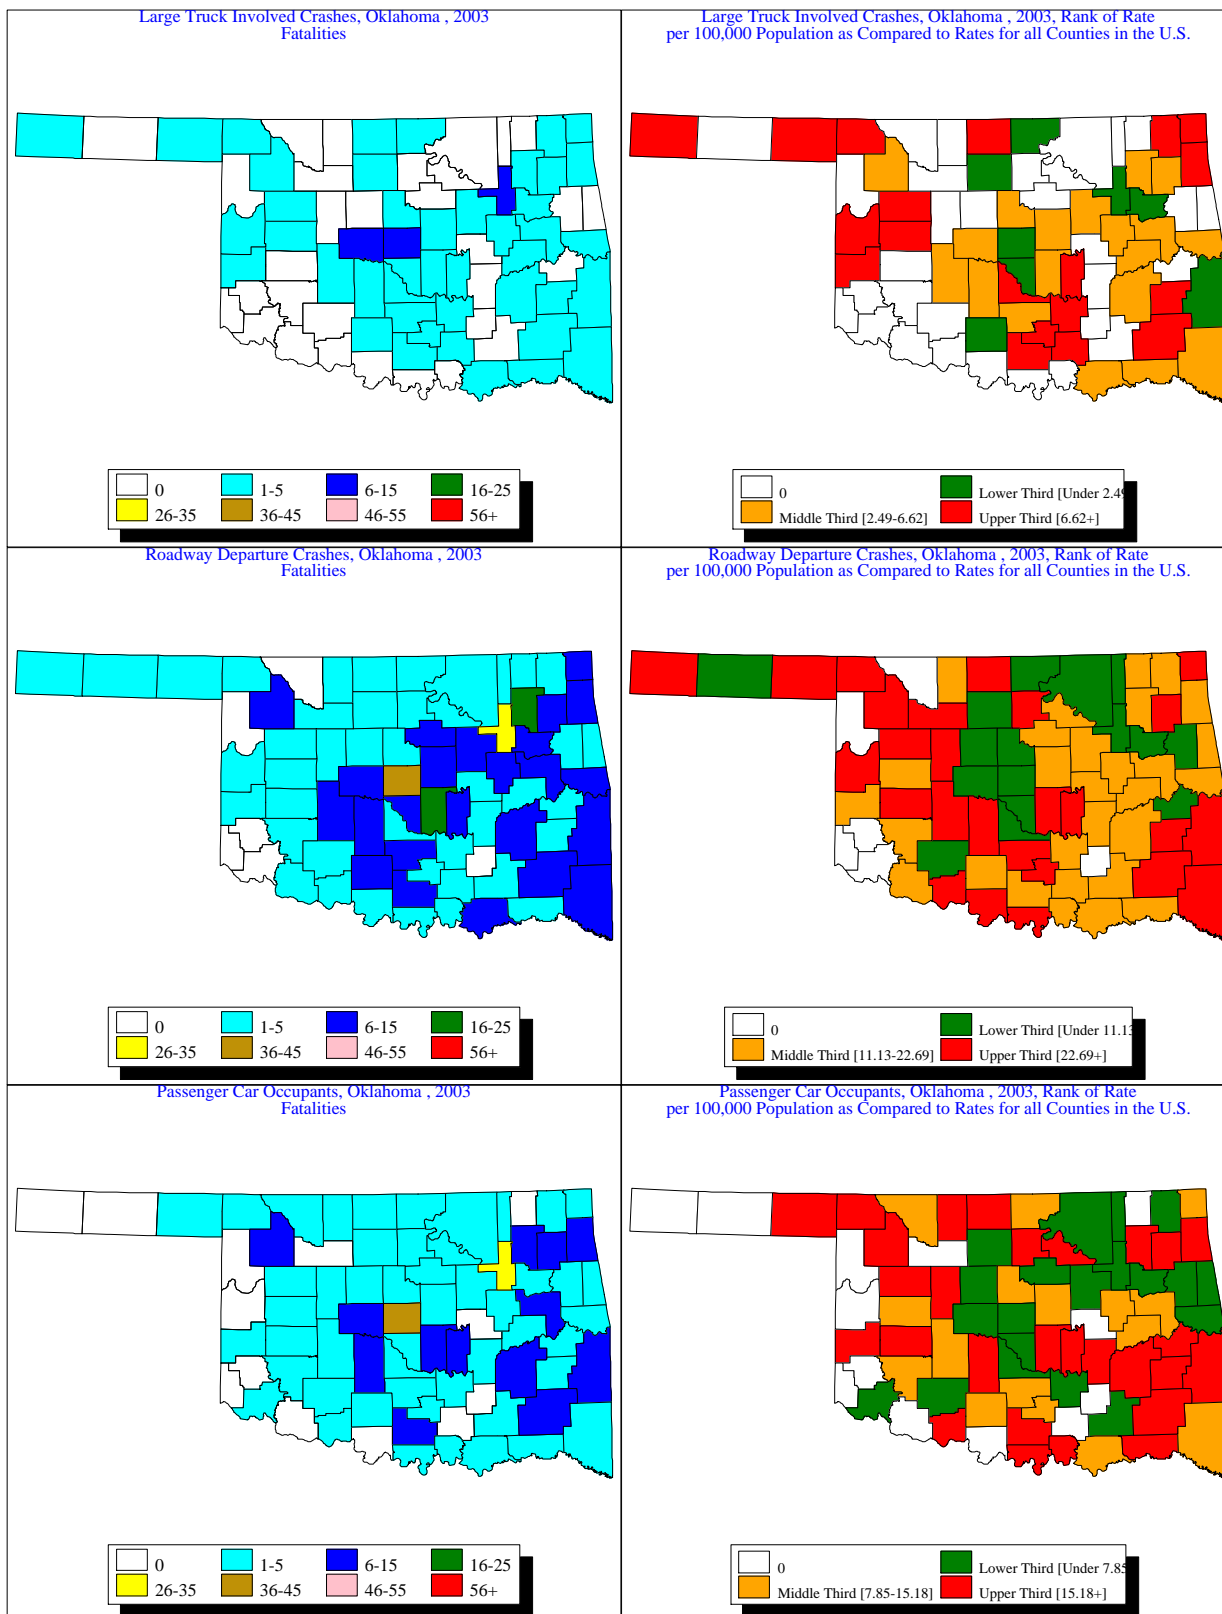 Large Truck Involved Crashes, Oklahoma , 2003
Fatalities
0
1-5
6-15
16-25
26-35
36-45
46-55
56+
Large Truck Involved Crashes, Oklahoma , 2003, Rank of Rate
per 100,000 Population as Compared to Rates for all Counties in the U.S.
0
Lower Third [Under 2.49
Middle Third [2.49-6.62]
Upper Third [6.62+]
Roadway Departure Crashes, Oklahoma , 2003
Fatalities
0
1-5
6-15
16-25
26-35
36-45
46-55
56+
Roadway Departure Crashes, Oklahoma , 2003, Rank of Rate
per 100,000 Population as Compared to Rates for all Counties in the U.S.
0
Lower Third [Under 11.13
Middle Third [11.13-22.69]
Upper Third [22.69+]
Passenger Car Occupants, Oklahoma , 2003
Fatalities
0
1-5
6-15
16-25
26-35
36-45
46-55
56+
Passenger Car Occupants, Oklahoma , 2003, Rank of Rate
per 100,000 Population as Compared to Rates for all Counties in the U.S.
0
Lower Third [Under 7.85
Middle Third [7.85-15.18]
Upper Third [15.18+]